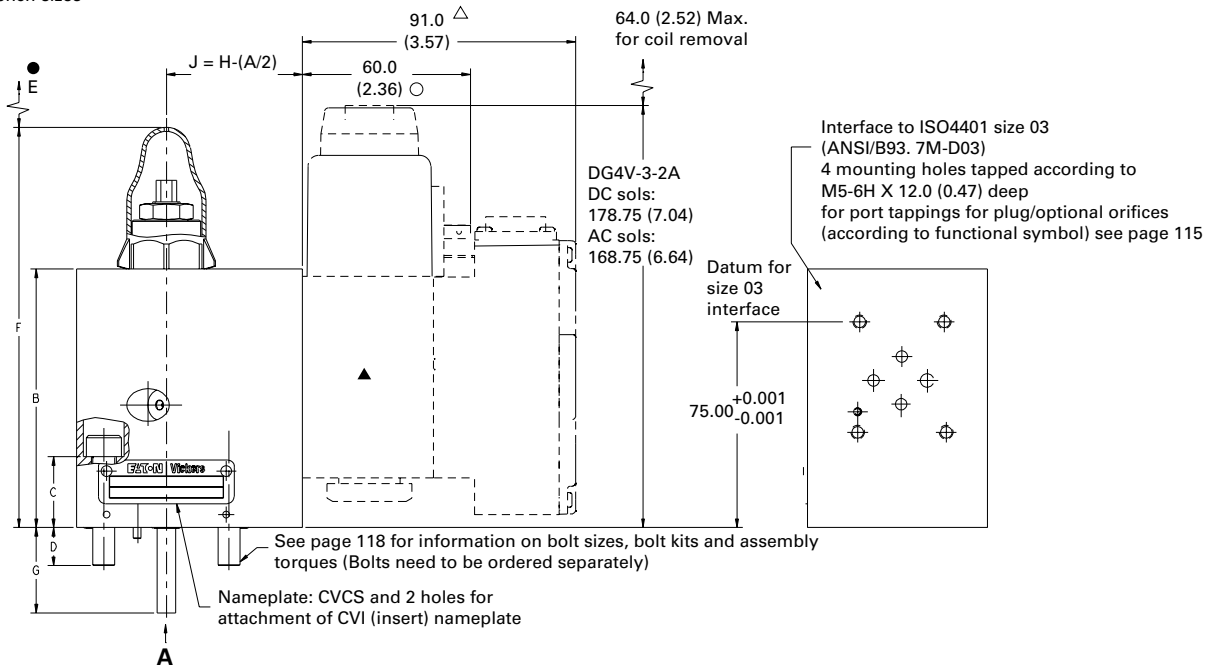 91.0 △
(3.57)
64.0 (2.52) Max.
for coil removal
J = H-(A/2)
60.0
(2.36) ○
●
E
Interface to ISO4401 size 03
(ANSI/B93. 7M-D03)
4 mounting holes tapped according to
M5-6H X 12.0 (0.47) deep
for port tappings for plug/optional orifices
(according to functional symbol) see page 115
DG4V-3-2A
DC sols:
178.75 (7.04)
AC sols:
168.75 (6.64)
Datum for
size 03
interface
F
B
▲
75.00 +0.001
-0.001
C
EATON Vickers
D
G
See page 118 for information on bolt sizes, bolt kits and assembly
torques (Bolts need to be ordered separately)
Nameplate: CVCS and 2 holes for
attachment of CVI (insert) nameplate
A